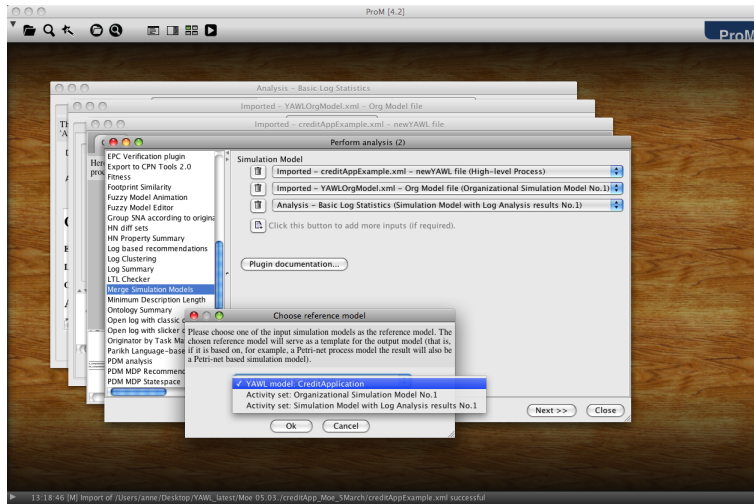 ProM [4.2]
ProM
Analysis – Basic Log Statistics
Imported – YAWLOrgModel.xml – Org Model file
Imported – creditAppExample.xml – newYAWL file
Perform analysis (2)
EPC Verification plugin
Export to CPN Tools 2.0
Fitness
Footprint Similarity
Fuzzy Model Animation
Fuzzy Model Editor
Group SNA according to origina
HN diff sets
HN Property Summary
Log based recommendations
Log Clustering
Log Summary
LTL Checker
Merge Simulation Models
Minimum Description Length
Ontology Summary
Open log with classic
Open log with slicker
Originator by Task Ma
Parikh Language-base
PDM analysis
PDM MDP Recommen
PDM MDP Statespace
Simulation Model
Imported – creditAppExample.xml – newYAWL file (High-level Process)
Imported – YAWLOrgModel.xml – Org Model file (Organizational Simulation Model No.1)
Analysis – Basic Log Statistics (Simulation Model with Log Analysis results No.1)
Click this button to add more inputs (if required).
Plugin documentation...
Choose reference model
Please choose one of the input simulation models as the reference model. The
chosen reference model will serve as a template for the output model (that is,
if it is based on, for example, a Petri-net process model the result will also be
a Petri-net based simulation model).
✓ YAWL model: CreditApplication
Activity set: Organizational Simulation Model No.1
Activity set: Simulation Model with Log Analysis results No.1
Ok
Cancel
Next >>
Close
13:18:46 [M] Import of /Users/anne/Desktop/YAWL_latest/Moe 05.03./creditApp_Moe_5March/creditAppExample.xml successful